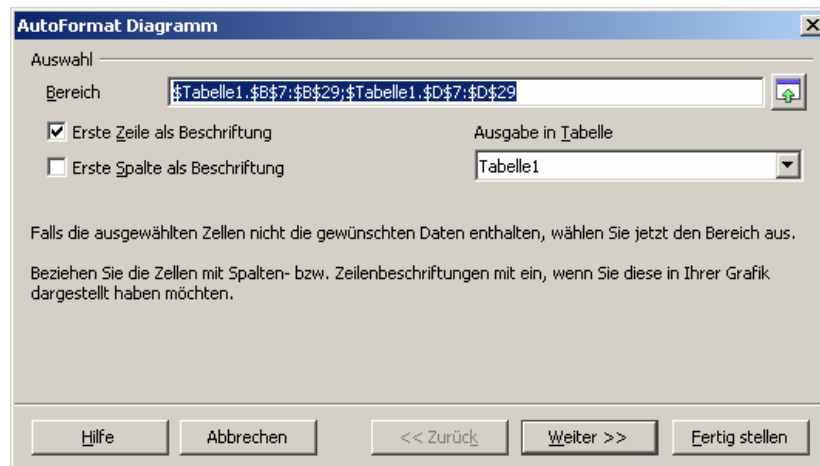 AutoFormat Diagramm
Auswahl
Bereich $Tabelle1.$B$7:$B$29;$Tabelle1.$D$7:$D$29
Erste Zeile als Beschriftung Ausgabe in Tabelle
Erste Spalte als Beschriftung Tabelle1
Falls die ausgewählten Zellen nicht die gewünschten Daten enthalten, wählen Sie jetzt den Bereich aus.
Beziehen Sie die Zellen mit Spalten- bzw. Zeilenbeschriftungen mit ein, wenn Sie diese in Ihrer Grafik
dargestellt haben möchten.
Hilfe Abbrechen << Zurück Weiter >> Fertig stellen